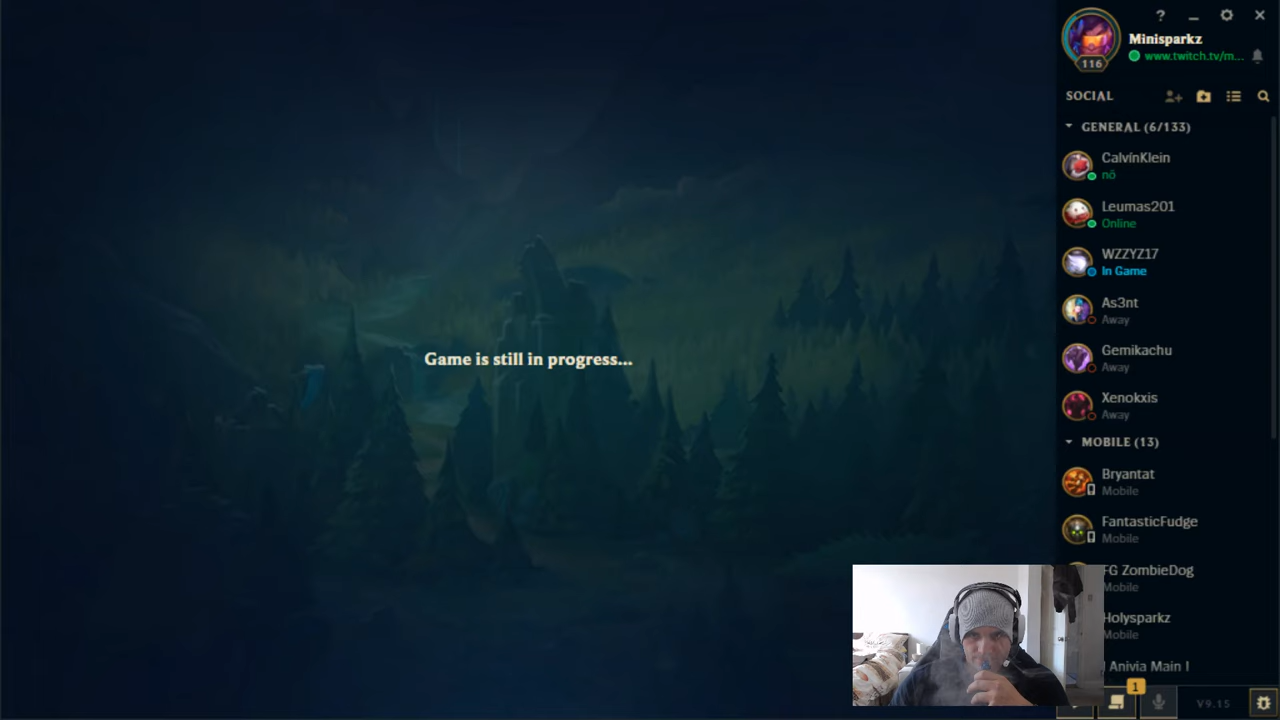 ?
Minisparkz
116
www.twitch.tv/m...
SOCIAL
GENERAL (6/133)
CalvínKlein
nö
Leumas201
Online
WZZYZ17
In Game
As3nt
Away
Game is still in progress...
Gemikachu
Away
Xenokxis
Away
MOBILE (13)
Bryantat
Mobile
FantasticFudge
Mobile
FG ZombieDog
Mobile
Holysparkz
Mobile
l Anivia Main l
1
V9.15